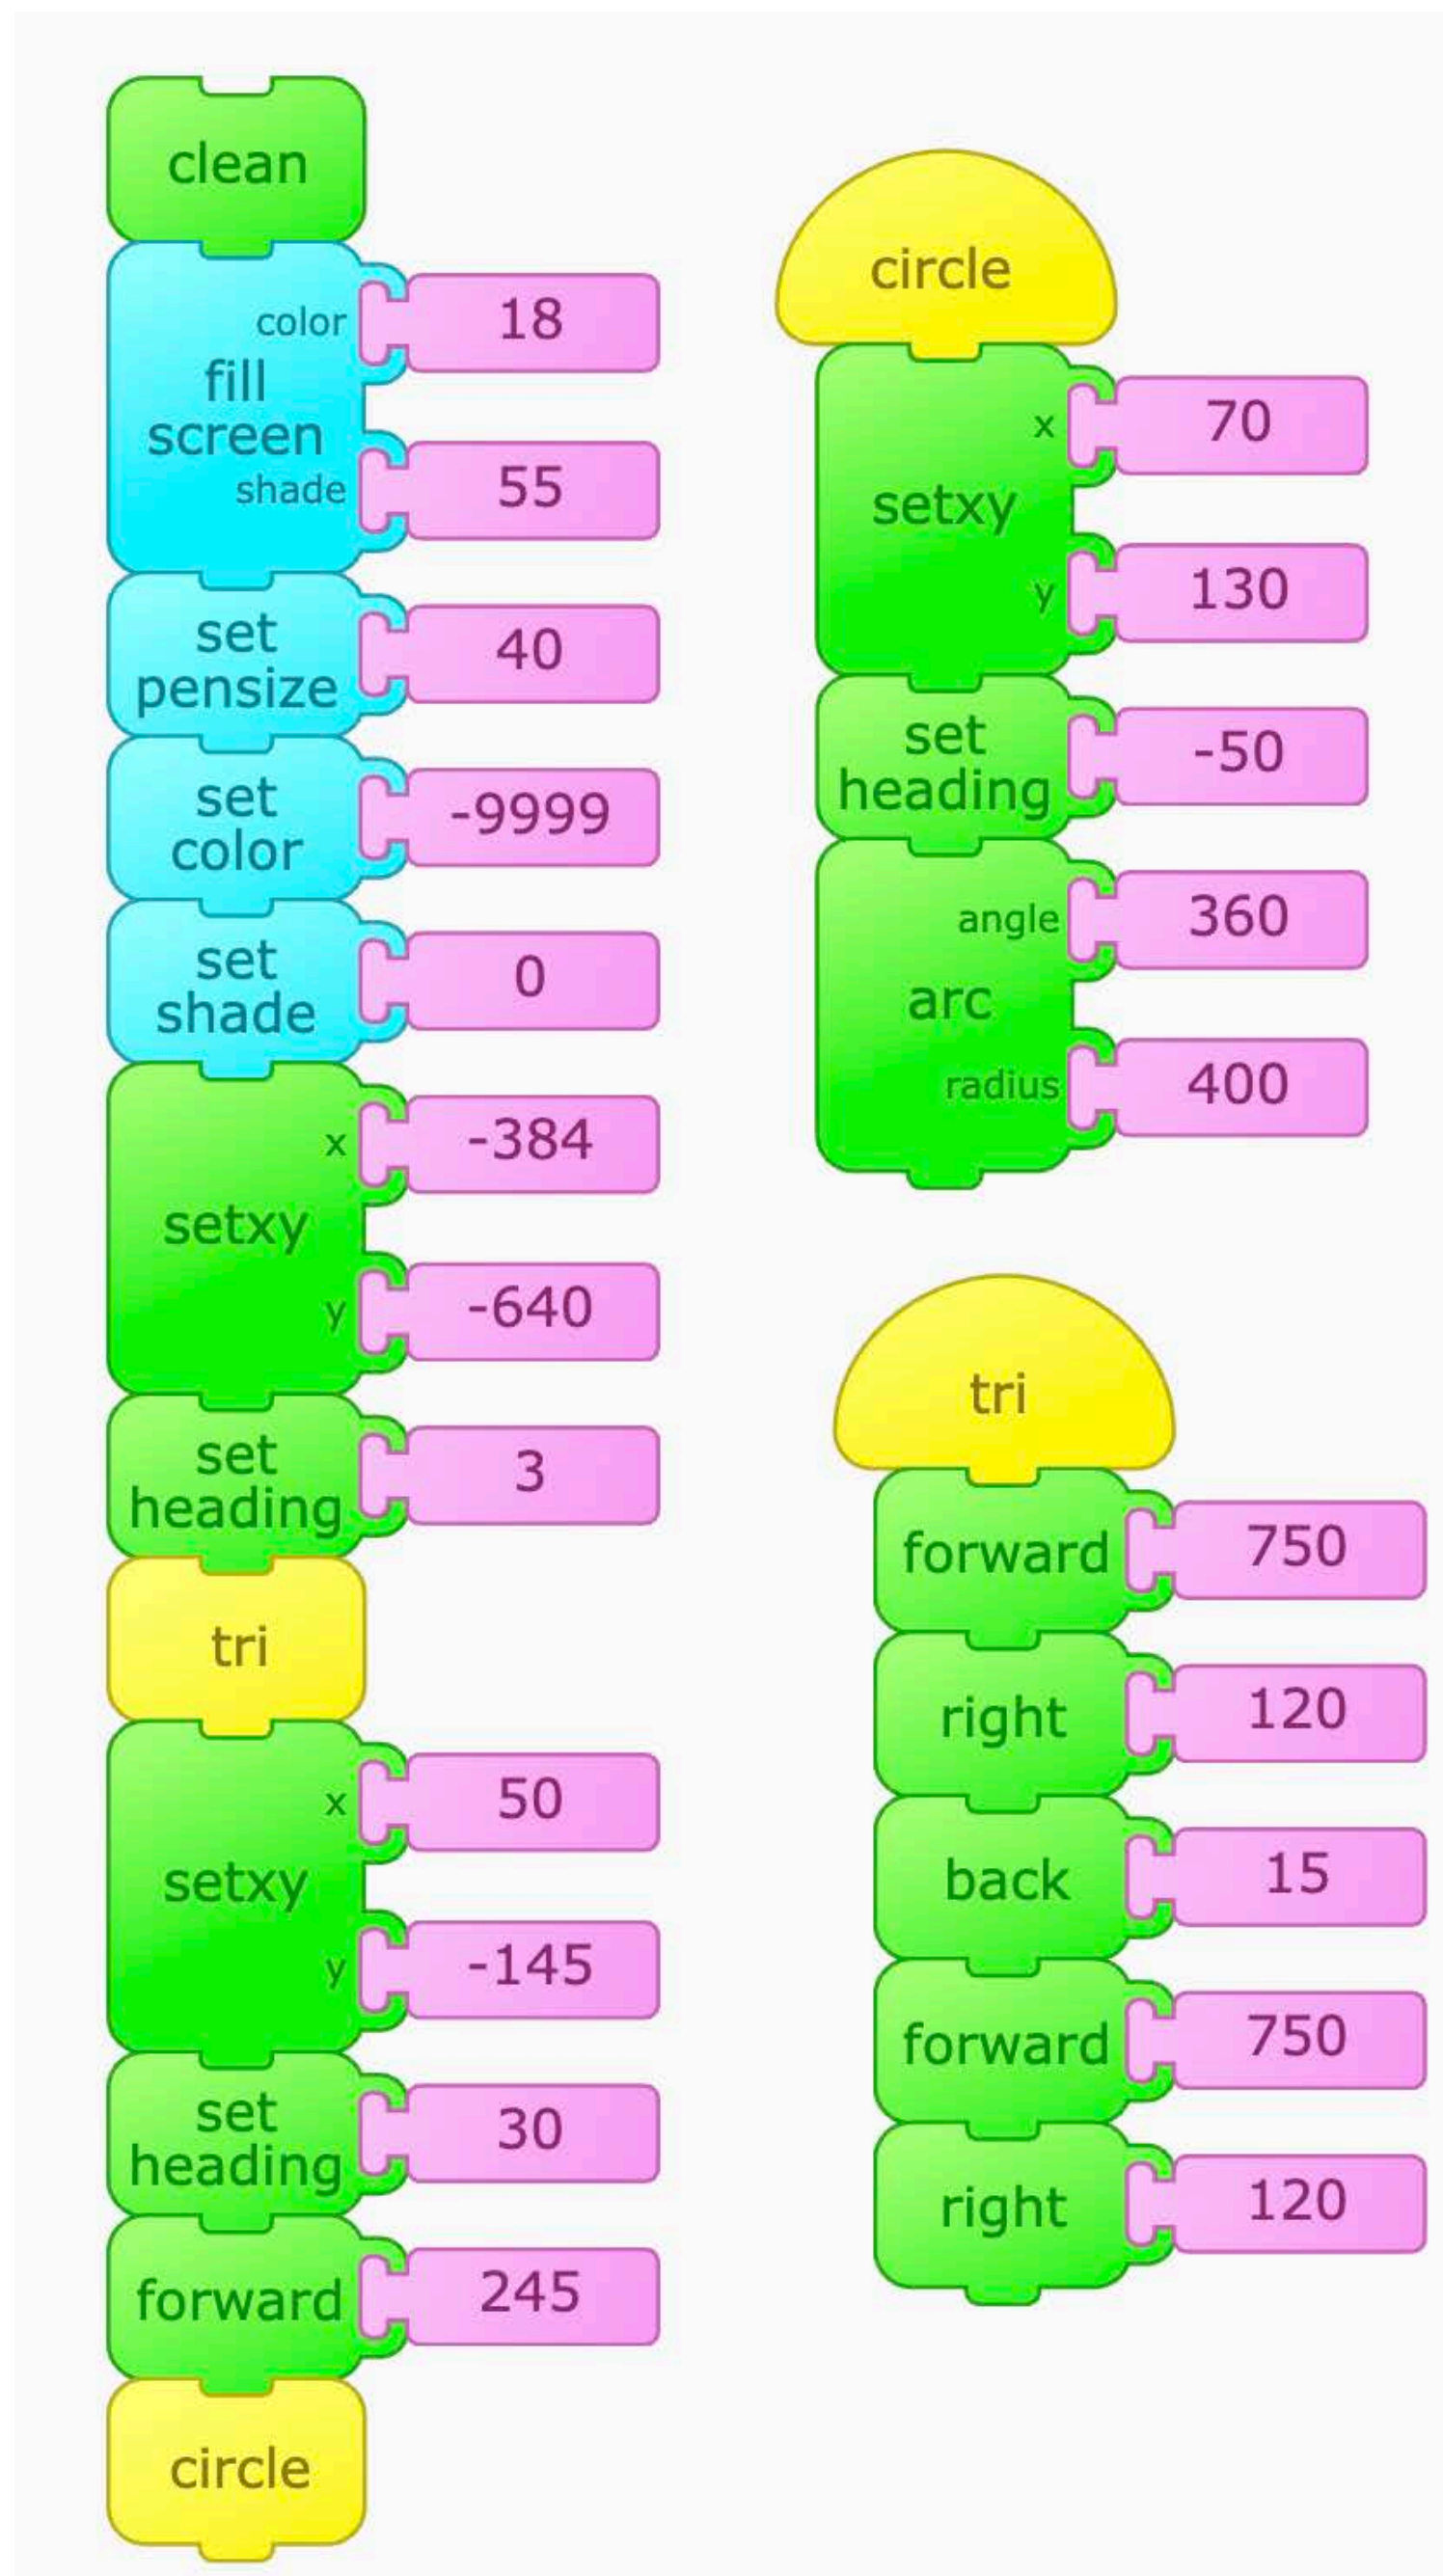 clean
color
18
fill
screen
shade
55
set
pensize
40
set
color
-9999
set
shade
0
x
-384
setxy
y
-640
set
heading
3
tri
x
50
setxy
y
-145
set
heading
30
forward
245
circle
circle
x
70
setxy
y
130
set
heading
-50
angle
360
arc
radius
400
tri
forward
750
right
120
back
15
forward
750
right
120